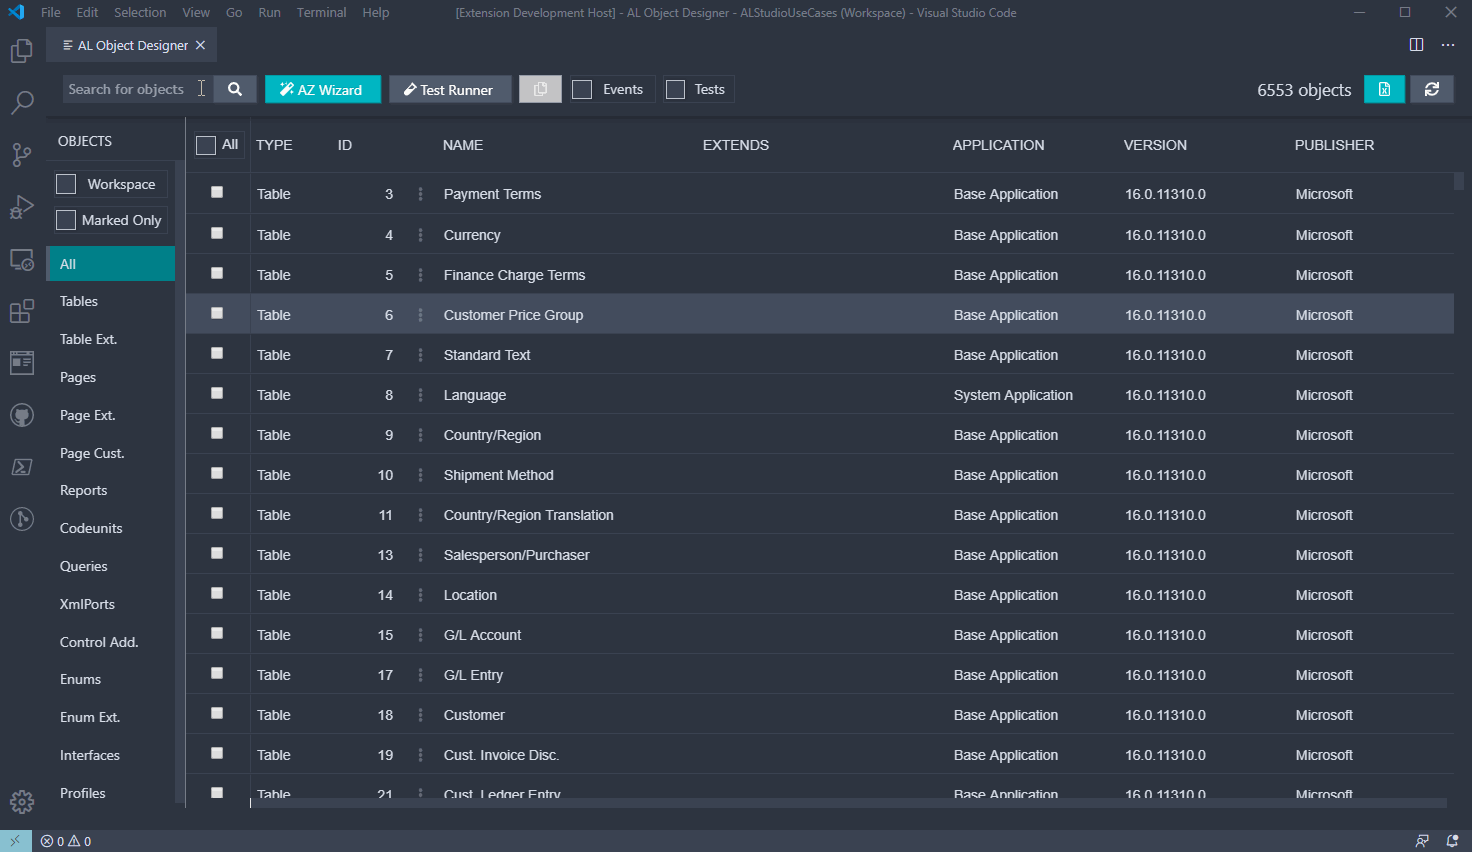 File Edit Selection View Go Run Terminal Help [Extension Development Host] - AL Object Designer - ALStudioUseCases (Workspace) - Visual Studio Code
AL Object Designer
Search for objects AZ Wizard Test Runner Events Tests 6553 objects
OBJECTS
Workspace
Marked Only
All
Tables
Table Ext.
Pages
Page Ext.
Page Cust.
Reports
Codeunits
Queries
XmlPorts
Control Add.
Enums
Enum Ext.
Interfaces
Profiles
All TYPE ID NAME EXTENDS APPLICATION VERSION PUBLISHER
Table 3 Payment Terms Base Application 16.0.11310.0 Microsoft
Table 4 Currency Base Application 16.0.11310.0 Microsoft
Table 5 Finance Charge Terms Base Application 16.0.11310.0 Microsoft
Table 6 Customer Price Group Base Application 16.0.11310.0 Microsoft
Table 7 Standard Text Base Application 16.0.11310.0 Microsoft
Table 8 Language System Application 16.0.11310.0 Microsoft
Table 9 Country/Region Base Application 16.0.11310.0 Microsoft
Table 10 Shipment Method Base Application 16.0.11310.0 Microsoft
Table 11 Country/Region Translation Base Application 16.0.11310.0 Microsoft
Table 13 Salesperson/Purchaser Base Application 16.0.11310.0 Microsoft
Table 14 Location Base Application 16.0.11310.0 Microsoft
Table 15 G/L Account Base Application 16.0.11310.0 Microsoft
Table 17 G/L Entry Base Application 16.0.11310.0 Microsoft
Table 18 Customer Base Application 16.0.11310.0 Microsoft
Table 19 Cust. Invoice Disc. Base Application 16.0.11310.0 Microsoft
Table 21 Cust. Ledger Entry Base Application 16.0.11310.0 Microsoft
0 0